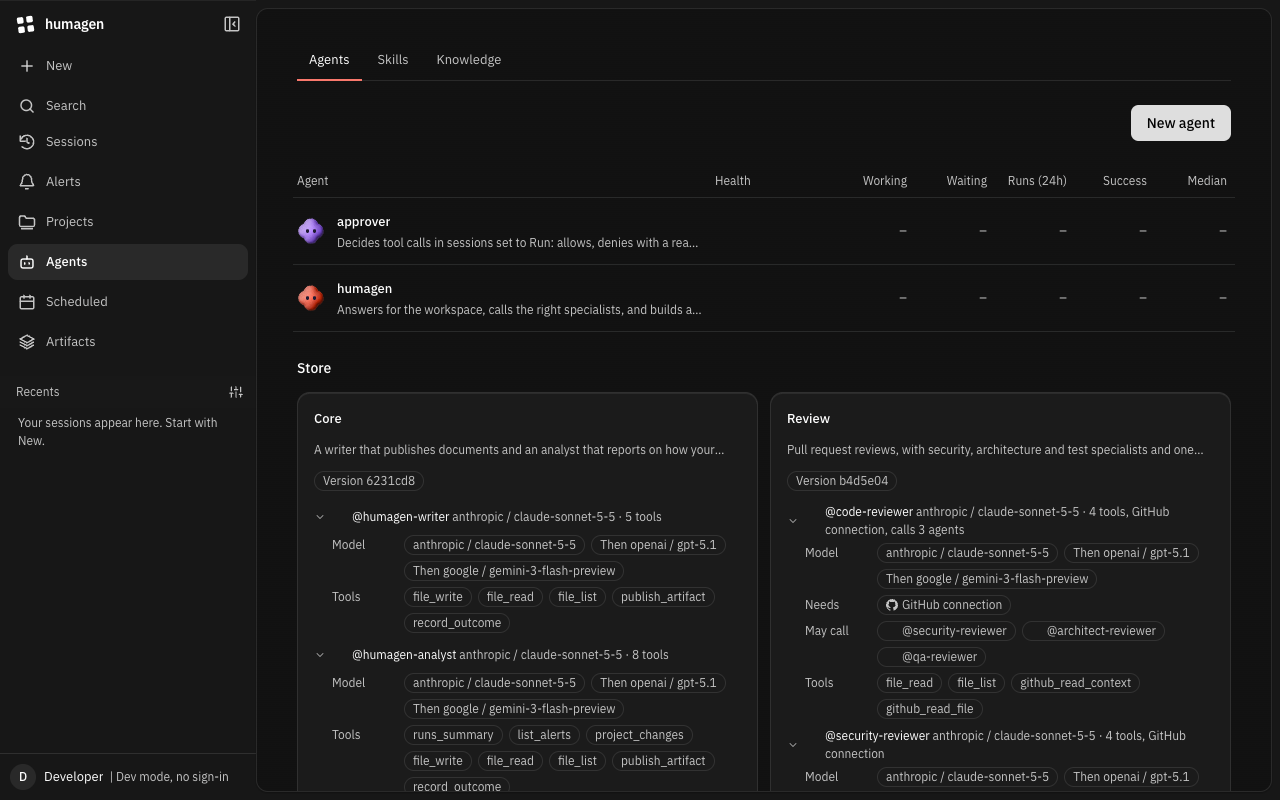 humagen
New
Search
Sessions
Alerts
Projects
Agents
Scheduled
Artifacts
Recents
Your sessions appear here. Start with
New.
D Developer | Dev mode, no sign-in
Agents Skills Knowledge
New agent
Agent Health Working Waiting Runs (24h) Success Median
approver
Decides tool calls in sessions set to Run: allows, denies with a rea...
– – – – –
humagen
Answers for the workspace, calls the right specialists, and builds a...
– – – – –
Store
Core
A writer that publishes documents and an analyst that reports on how your...
Version 6231cd8
@humagen-writer anthropic / claude-sonnet-5-5 · 5 tools
Model anthropic / claude-sonnet-5-5 Then openai / gpt-5.1
Then google / gemini-3-flash-preview
Tools file_write file_read file_list publish_artifact
record_outcome
@humagen-analyst anthropic / claude-sonnet-5-5 · 8 tools
Model anthropic / claude-sonnet-5-5 Then openai / gpt-5.1
Then google / gemini-3-flash-preview
Tools runs_summary list_alerts project_changes
file_write file_read file_list publish_artifact
record_outcome
Review
Pull request reviews, with security, architecture and test specialists and one...
Version b4d5e04
@code-reviewer anthropic / claude-sonnet-5-5 · 4 tools, GitHub
connection, calls 3 agents
Model anthropic / claude-sonnet-5-5 Then openai / gpt-5.1
Then google / gemini-3-flash-preview
Needs GitHub connection
May call @security-reviewer @architect-reviewer
@qa-reviewer
Tools file_read file_list github_read_context
github_read_file
@security-reviewer anthropic / claude-sonnet-5-5 · 4 tools, GitHub
connection
Model anthropic / claude-sonnet-5-5 Then openai / gpt-5.1